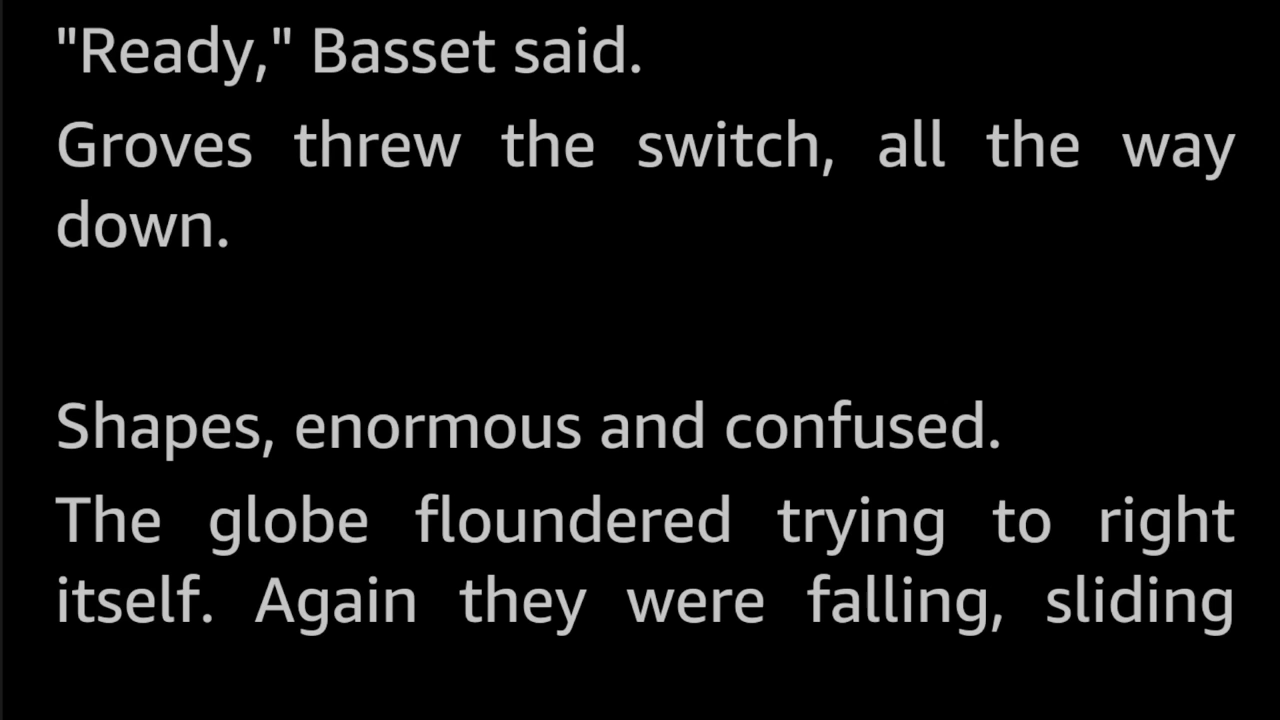 "Ready," Basset said.
Groves threw the switch, all the way
down.
Shapes, enormous and confused.
The globe floundered trying to right
itself. Again they were falling, sliding